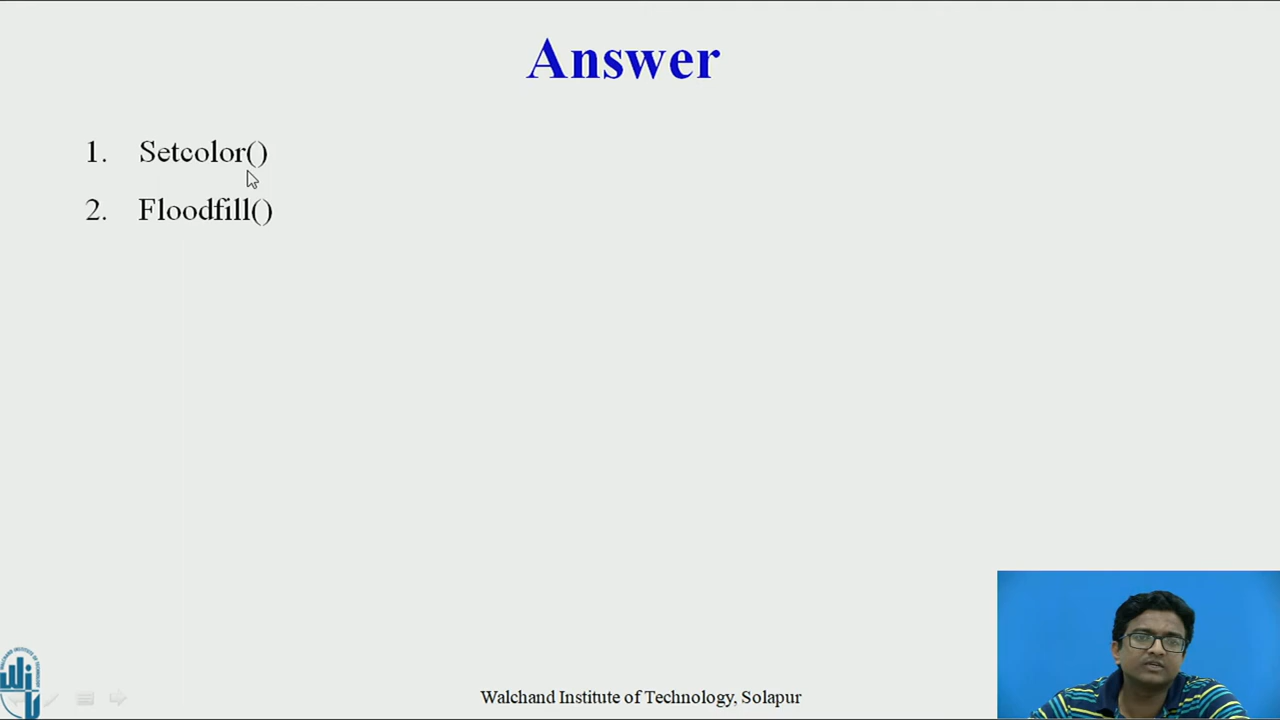 Answer
1. Setcolor()
2. Floodfill()
Walchand Institute of Technology, Solapur